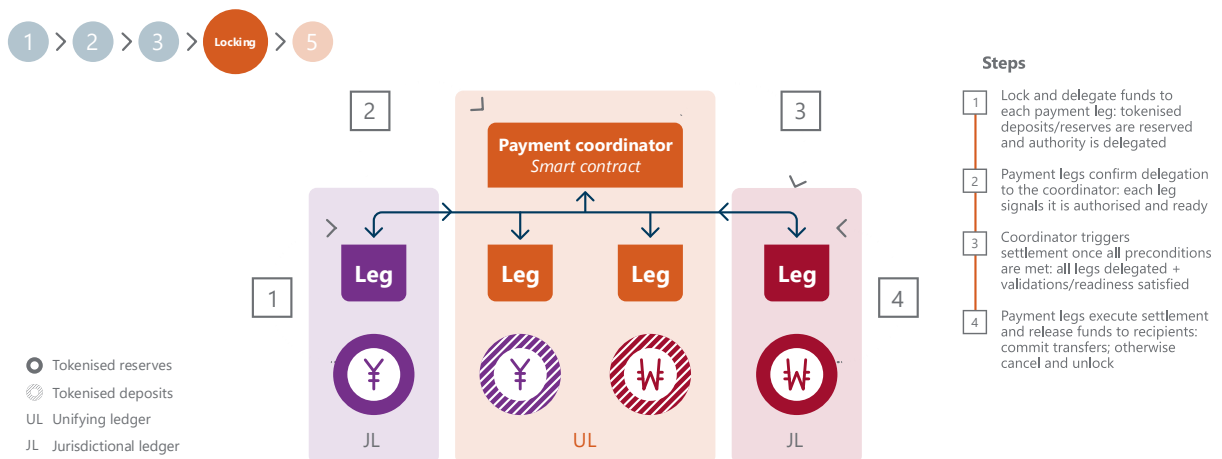 1
2
3
Locking
5
Steps
1
Lock and delegate funds to
each payment leg: tokenised
deposits/reserves are reserved
and authority is delegated
2
Payment legs confirm delegation
to the coordinator: each leg
signals it is authorised and ready
3
Coordinator triggers
settlement once all preconditions
are met: all legs delegated +
validations/readiness satisfied
4
Payment legs execute settlement
and release funds to recipients:
commit transfers; otherwise
cancel and unlock
2
3
Payment coordinator
Smart contract
1
Leg
Leg
Leg
Leg
4
¥
¥
₩
₩
JL
UL
JL
Tokenised reserves
Tokenised deposits
UL Unifying ledger
JL Jurisdictional ledger